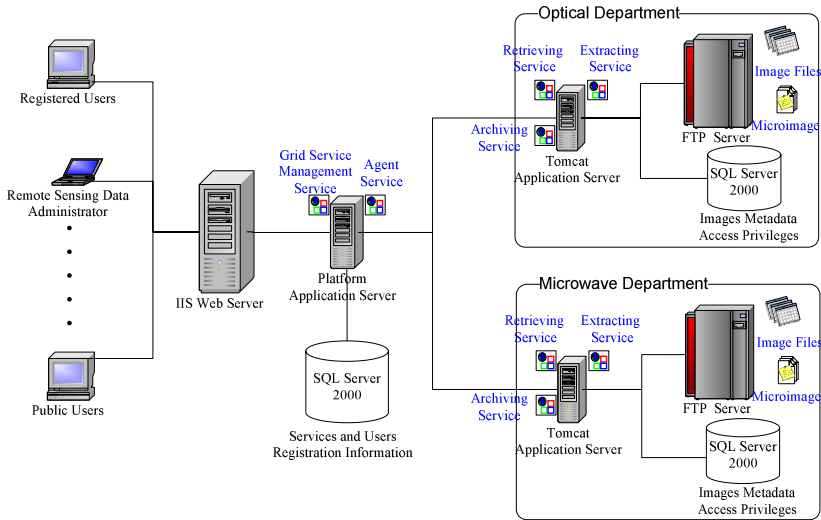 Optical Department
Retrieving
Service
Extracting
Service
Image Files
Archiving
Service
Microimage
FTP Server
Tomcat
Application Server
SQL Server
2000
Images Metadata
Access Privileges
Registered Users
Remote Sensing Data
Administrator
Public Users
IIS Web Server
Grid Service
Management
Service
Agent
Service
Platform
Application Server
SQL Server
2000
Services and Users
Registration Information
Microwave Department
Retrieving
Service
Extracting
Service
Image Files
Archiving
Service
Microimage
FTP Server
Tomcat
Application Server
SQL Server
2000
Images Metadata
Access Privileges